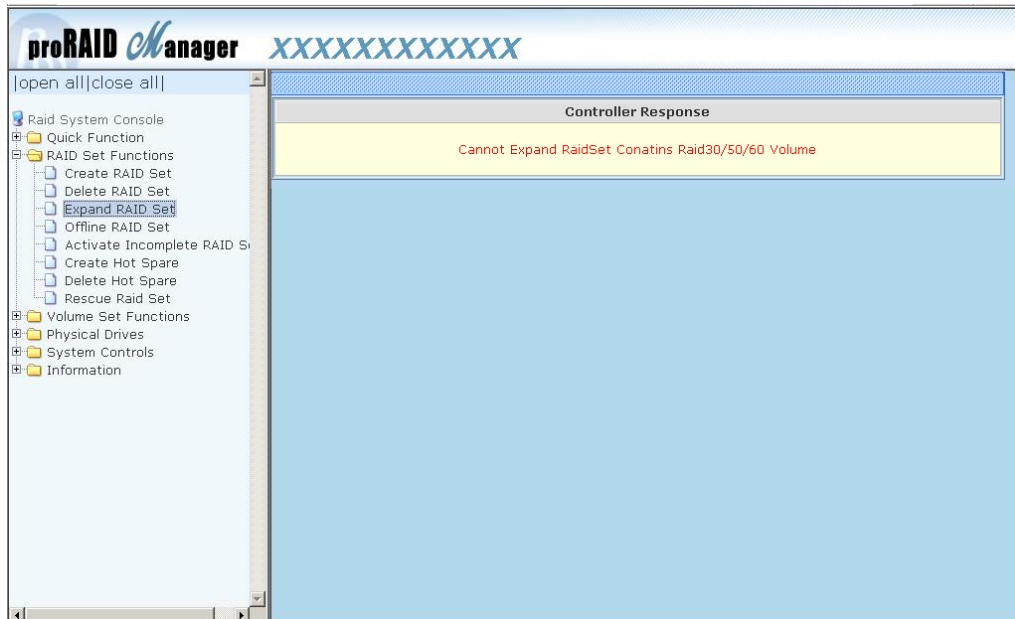 proRAID Manager XXXXXXXXXXXX
|open all|close all|
Controller Response
Cannot Expand RaidSet Conatins Raid30/50/60 Volume
Raid System Console
Quick Function
RAID Set Functions
Create RAID Set
Delete RAID Set
Expand RAID Set
Offline RAID Set
Activate Incomplete RAID Se
Create Hot Spare
Delete Hot Spare
Rescue Raid Set
Volume Set Functions
Physical Drives
System Controls
Information